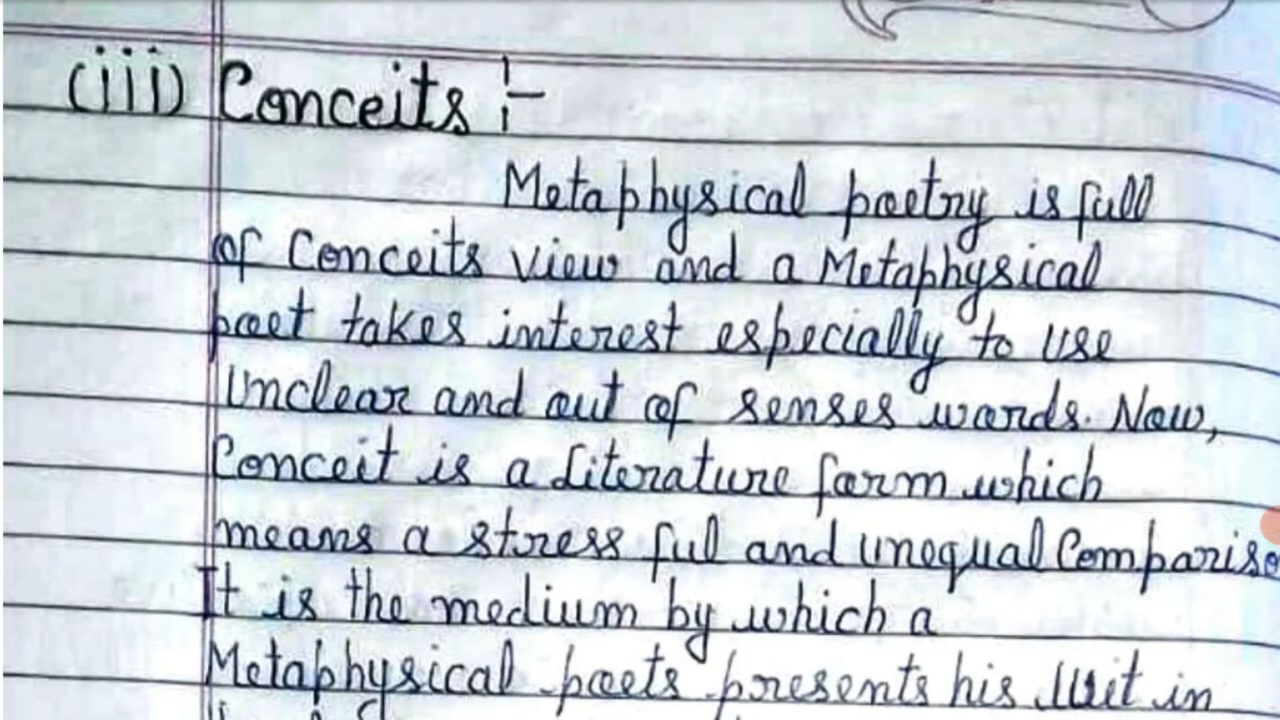 (iii) Conceits :-
Metaphysical poetry is full
of Conceits view and a Metaphysical
poet takes interest especially to use
unclear and out of senses words. Now,
Conceit is a Literature form which
means a stress ful and unequal Compariso
It is the medium by which a
Metaphysical poets presents his wit in